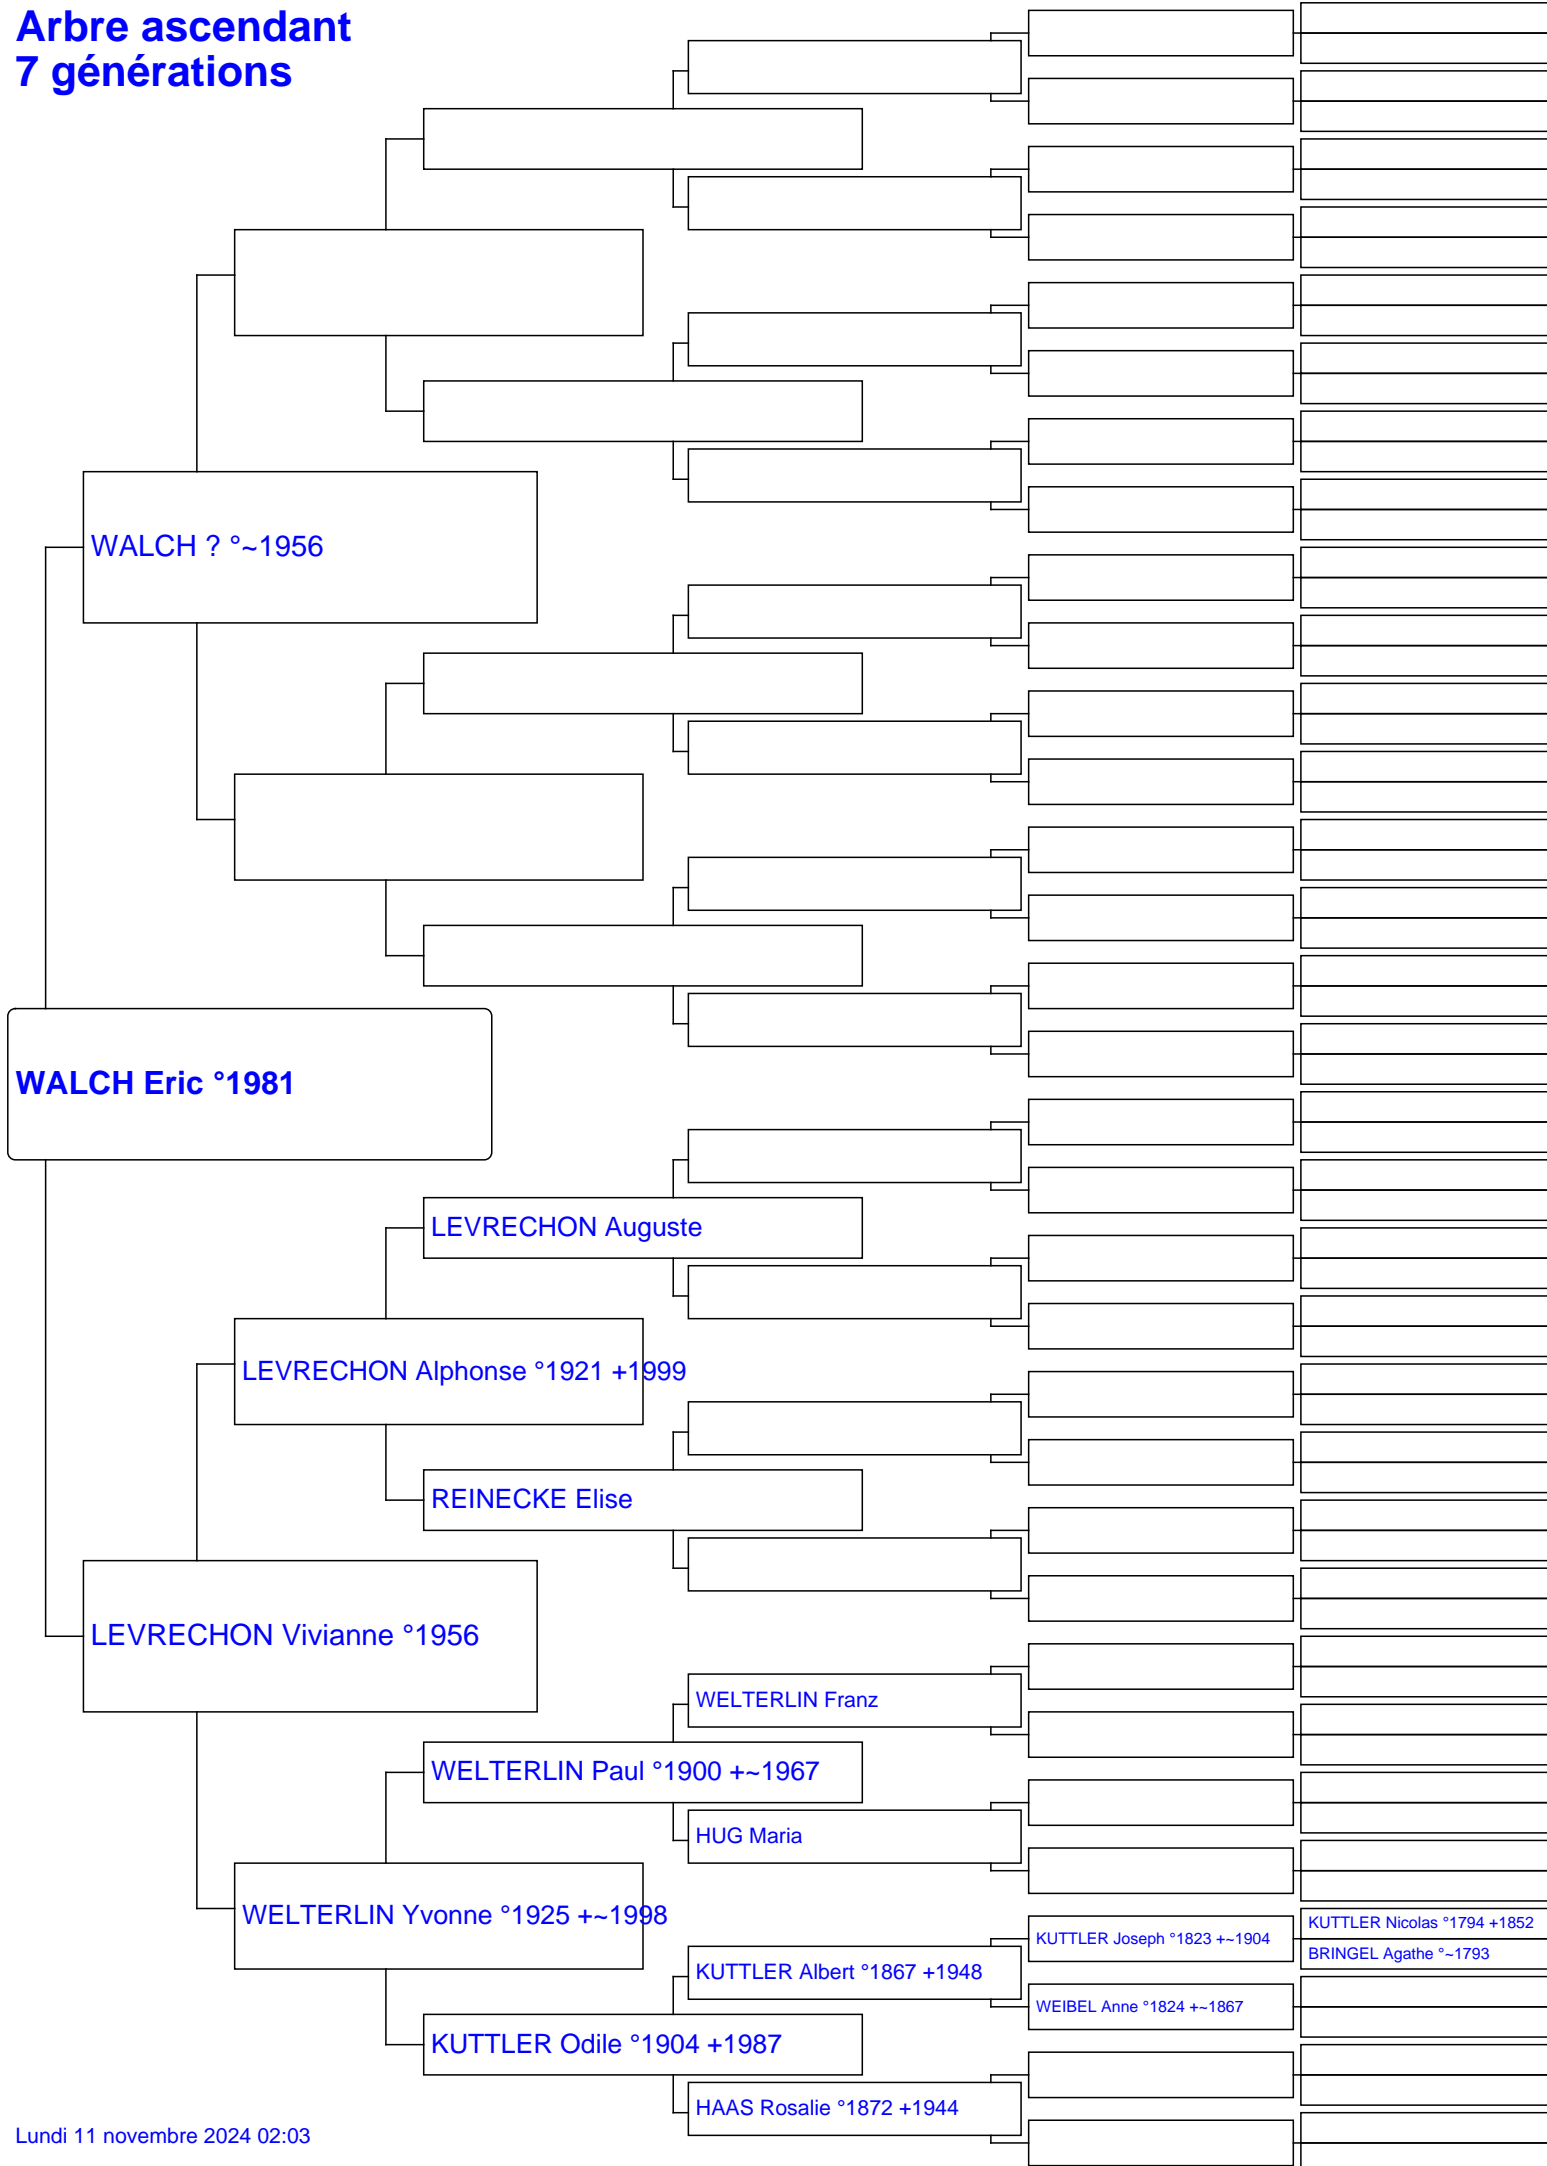 Arbre ascendant
7 générations
WALCH ? °~1956
WALCH Eric °1981
LEVRECHON Auguste
LEVRECHON Alphonse °1921 +1999
REINECKE Elise
LEVRECHON Vivianne °1956
WELTERLIN Franz
WELTERLIN Paul °1900 +~1967
HUG Maria
WELTERLIN Yvonne °1925 +~1998
KUTTLER Nicolas °1794 +1852
KUTTLER Joseph °1823 +~1904
BRINGEL Agathe °~1793
KUTTLER Albert °1867 +1948
WEIBEL Anne °1824 +~1867
KUTTLER Odile °1904 +1987
HAAS Rosalie °1872 +1944
Lundi 11 novembre 2024 02:03